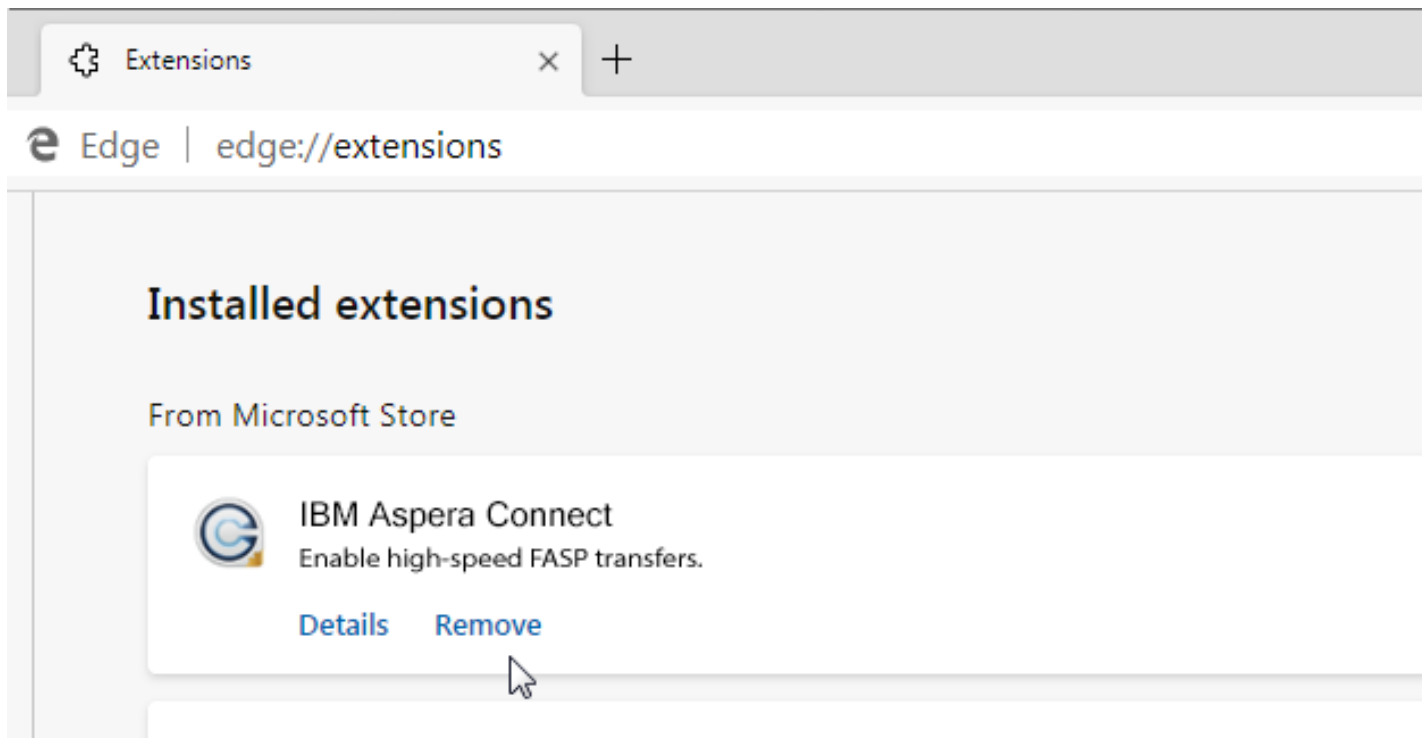 Extensions
Edge | edge://extensions
Installed extensions
From Microsoft Store
IBM Aspera Connect
Enable high-speed FASP transfers.
Details Remove